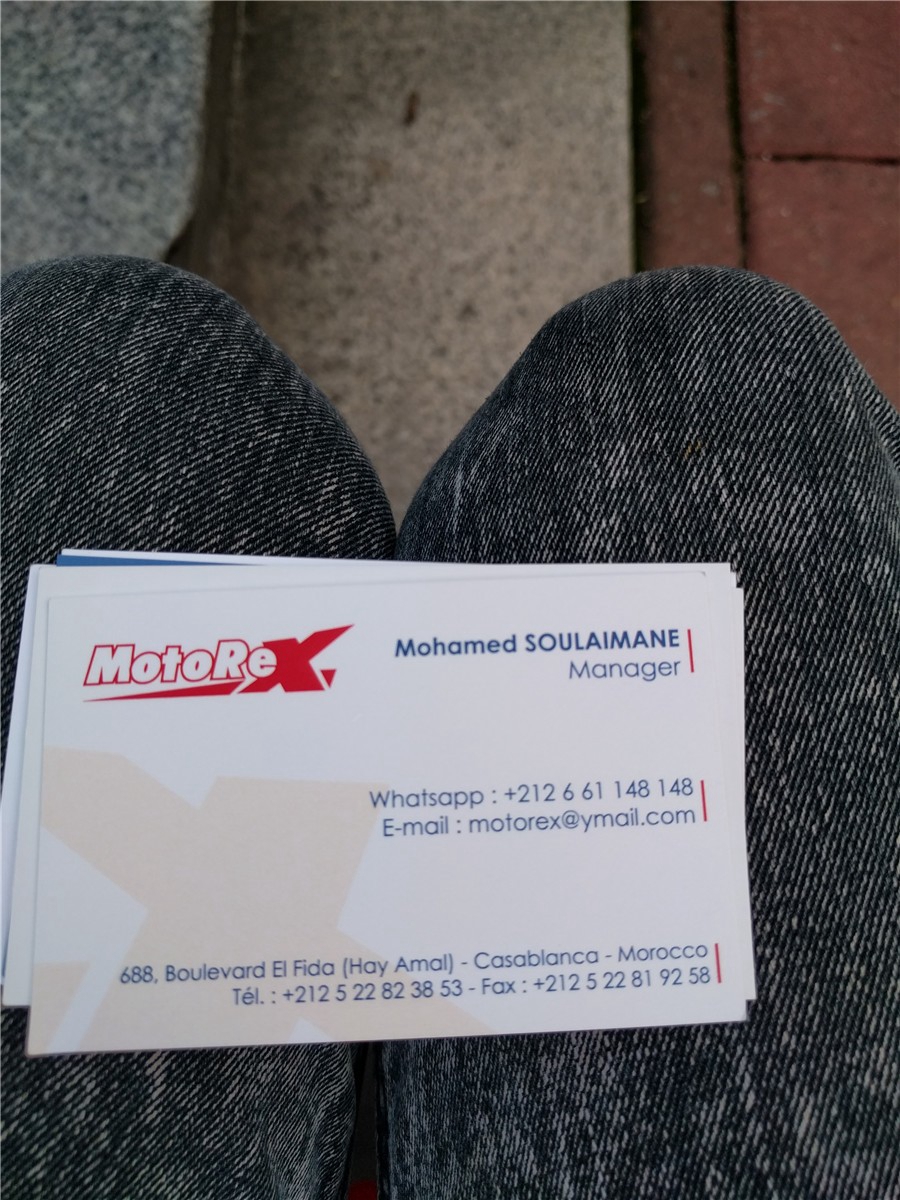 MotoReX
Mohamed SOULAIMANE
Manager
Whatsapp : +212 6 61 148 148
E-mail : motorex@ymail.com
688, Boulevard El Fida (Hay Amal) - Casablanca - Morocco
Tél. : +212 5 22 82 38 53 - Fax : +212 5 22 81 92 58